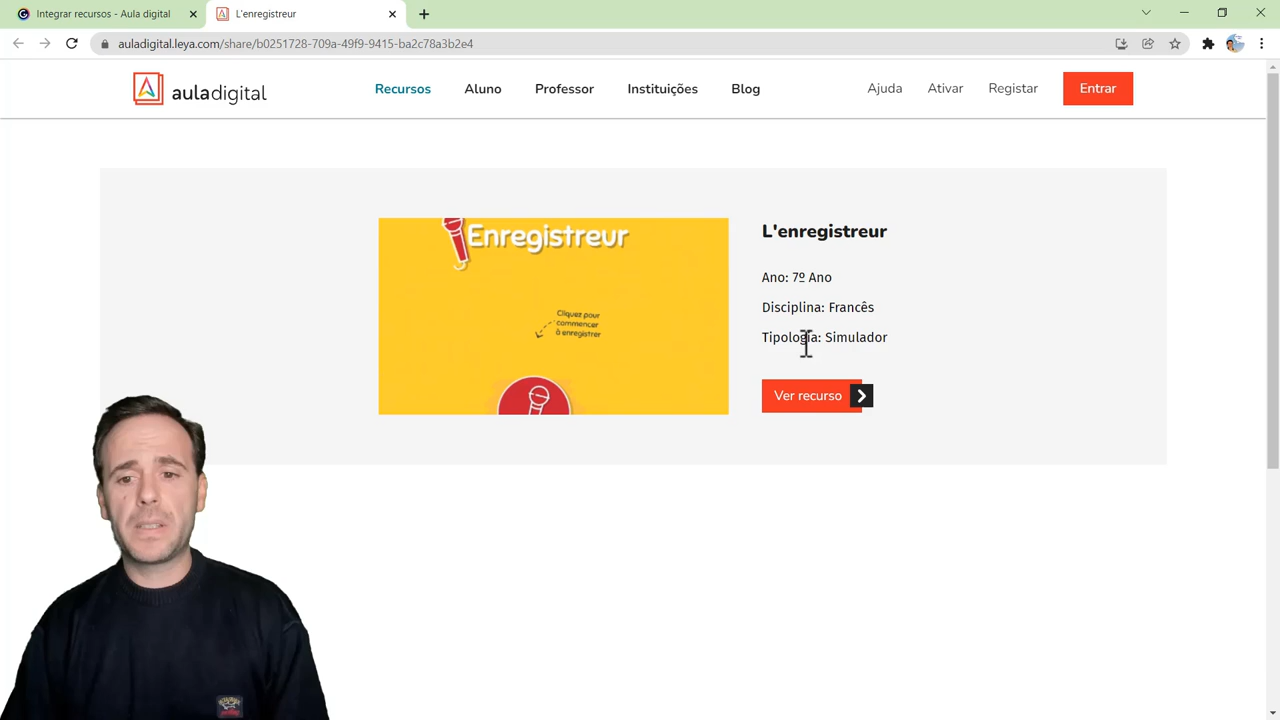 Integrar recursos - Aula digital
L'enregistreur
auladigital.leya.com/share/b0251728-709a-49f9-9415-ba2c78a3b2e4
auladigital
Recursos
Aluno
Professor
Instituições
Blog
Ajuda
Ativar
Registar
Entrar
Enregistreur
Cliquez pour
commencer
à enregistrer
L'enregistreur
Ano: 7º Ano
Disciplina: Francês
Tipologia: Simulador
Ver recurso